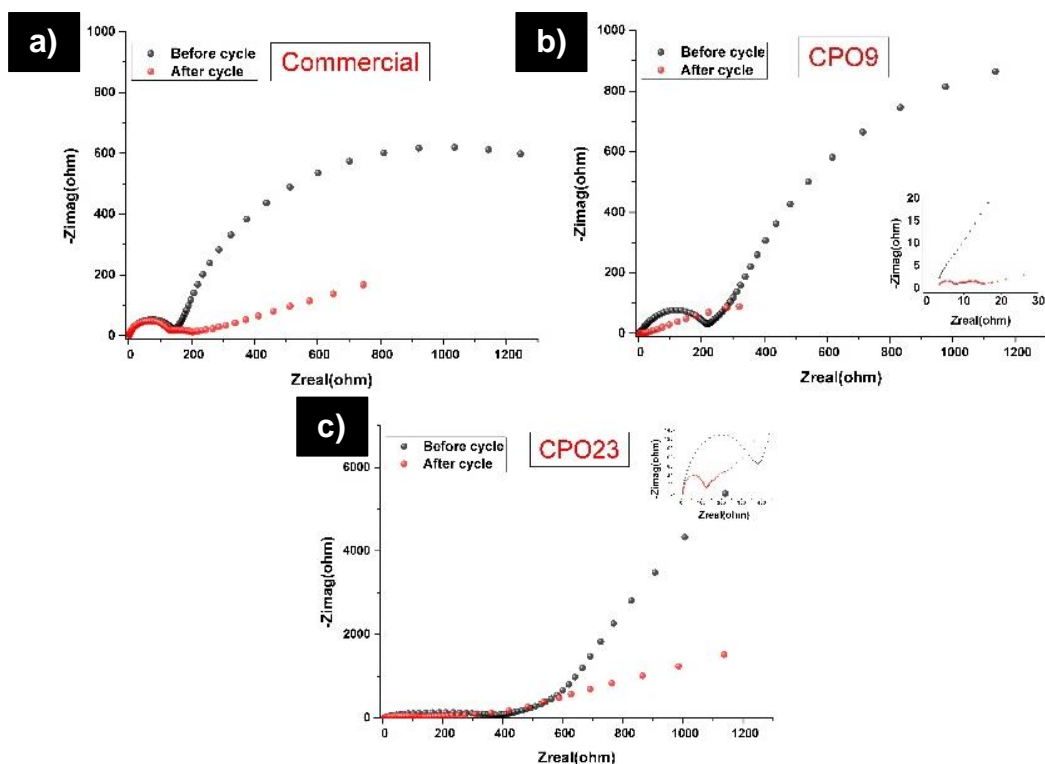 a)
1000
800
600
400
200
0
-Zimag(ohm)
Before cycle
After cycle
Commercial
0 200 400 600 800 1000 1200
Zreal(ohm)
b)
1000
800
600
400
200
0
-Zimag(ohm)
Before cycle
After cycle
CPO9
20
15
10
5
0
-Zimag(ohm)
0 10 20 30
Zreal(ohm)
0 200 400 600 800 1000 1200
Zreal(ohm)
c)
6000
4000
2000
0
-Zimag(ohm)
Before cycle
After cycle
CPO23
-Zimag(ohm)
Zreal(ohm)
0 200 400 600 800 1000 1200
Zreal(ohm)